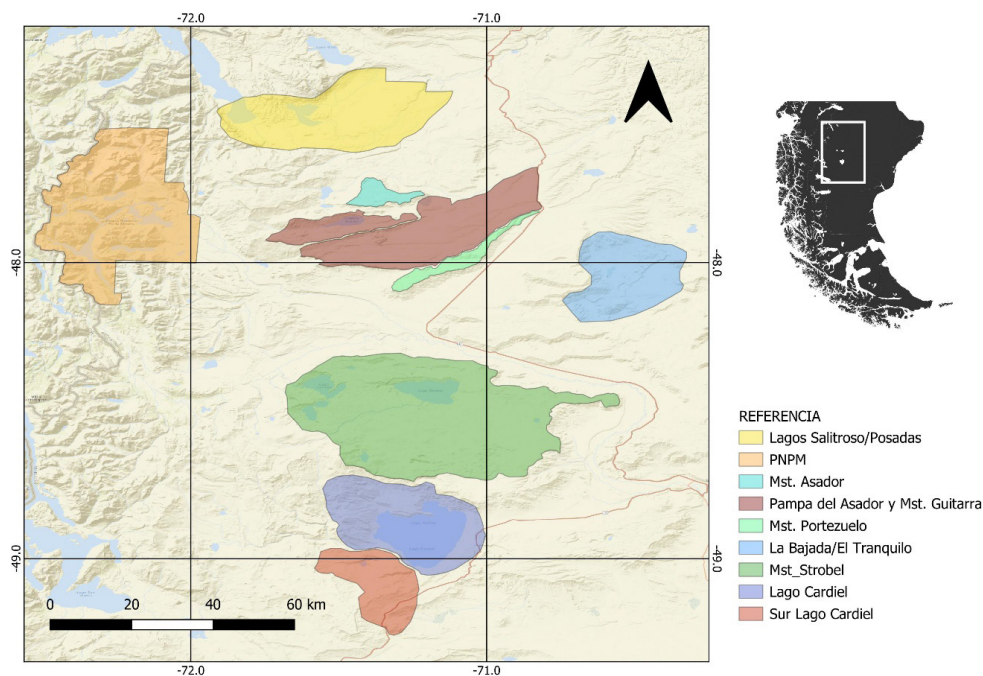 -72.0
-71.0
-48.0
-48.0
-49.0
-49.0
0
20
40
60 km
-72.0
-71.0
REFERENCIA
Lagos Salitroso/Posadas
PNPM
Mst. Asador
Pampa del Asador y Mst. Guitarra
Mst. Portezuelo
La Bajada/El Tranquilo
Mst_Strobel
Lago Cardiel
Sur Lago Cardiel